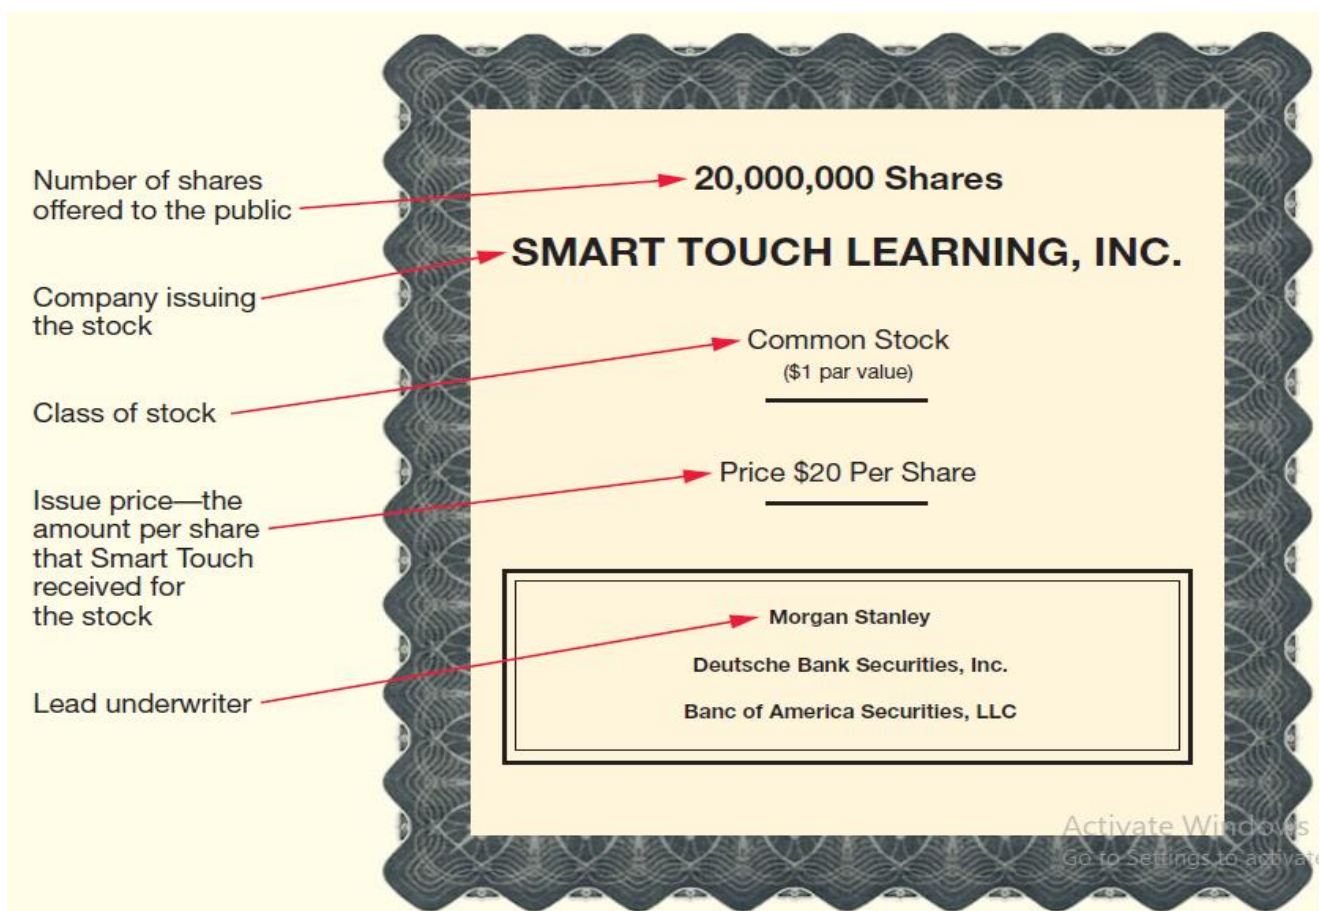 Number of shares
offered to the public
20,000,000 Shares
SMART TOUCH LEARNING, INC.
Company issuing
the stock
Common Stock
($1 par value)
Class of stock
Price $20 Per Share
Issue price—the
amount per share
that Smart Touch
received for
the stock
Morgan Stanley
Deutsche Bank Securities, Inc.
Banc of America Securities, LLC
Lead underwriter
Activate Windows
Go to Settings to activate